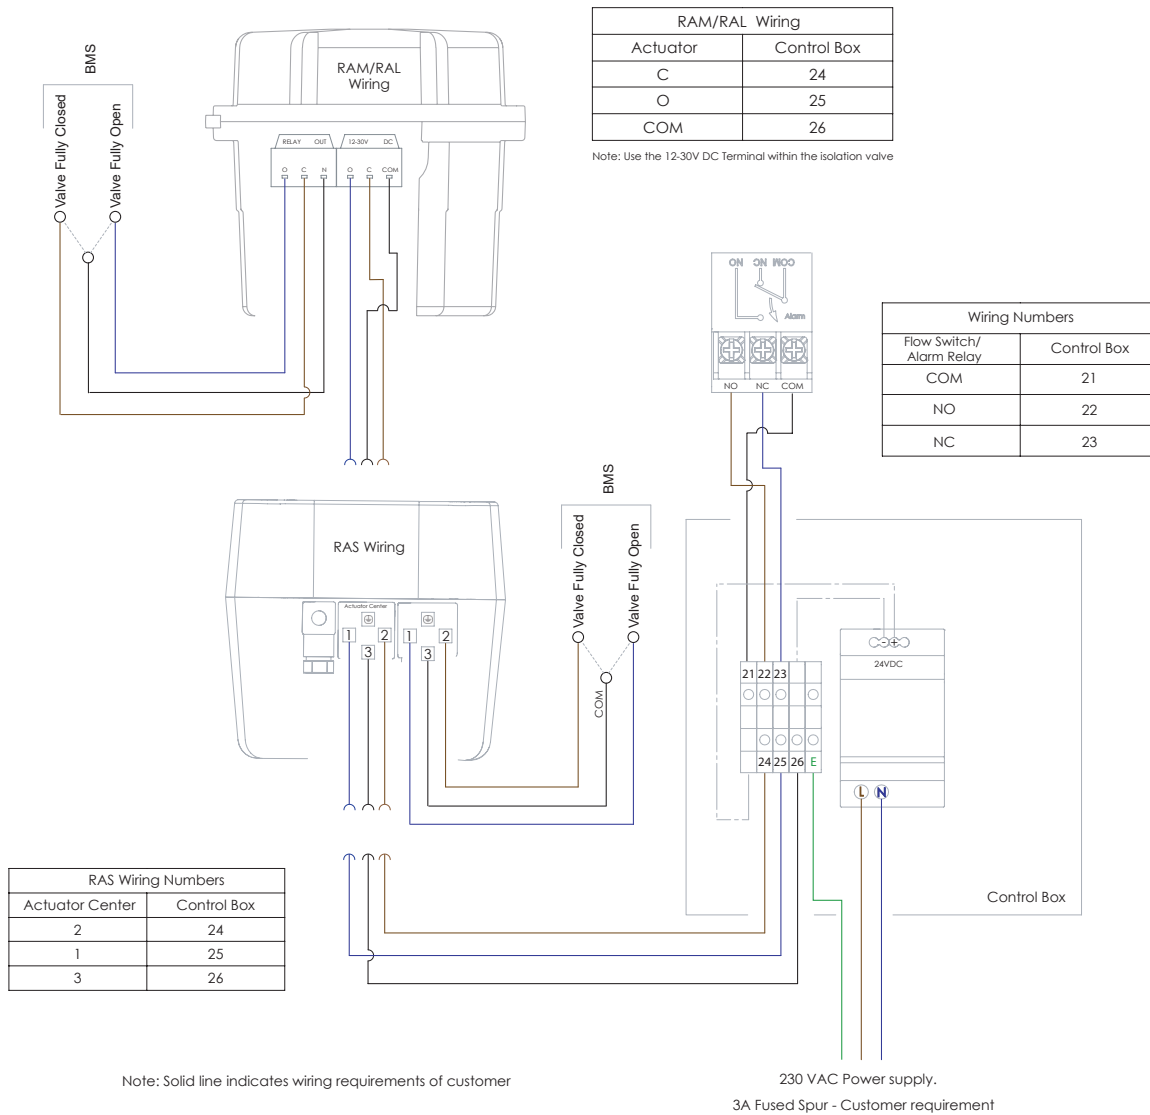 RAM/RAL Wiring
Actuator Control Box
C 24
O 25
COM 26
Note: Use the 12-30V DC Terminal within the isolation valve
BMS
Valve Fully Closed
Valve Fully Open
RAM/RAL
Wiring
RELAY OUT 12-30V DC
O C N O C COM
NO NC COM
Alarm
NO NC COM
Wiring Numbers
Flow Switch/
Alarm Relay
Control Box
COM 21
NO 22
NC 23
RAS Wiring
Actuator Center
1 2 3
1 2 3
BMS
Valve Fully Closed
Valve Fully Open
COM
- +
24VDC
21 22 23
24 25 26 E
L N
Control Box
RAS Wiring Numbers
Actuator Center Control Box
2 24
1 25
3 26
Note: Solid line indicates wiring requirements of customer
230 VAC Power supply.
3A Fused Spur - Customer requirement